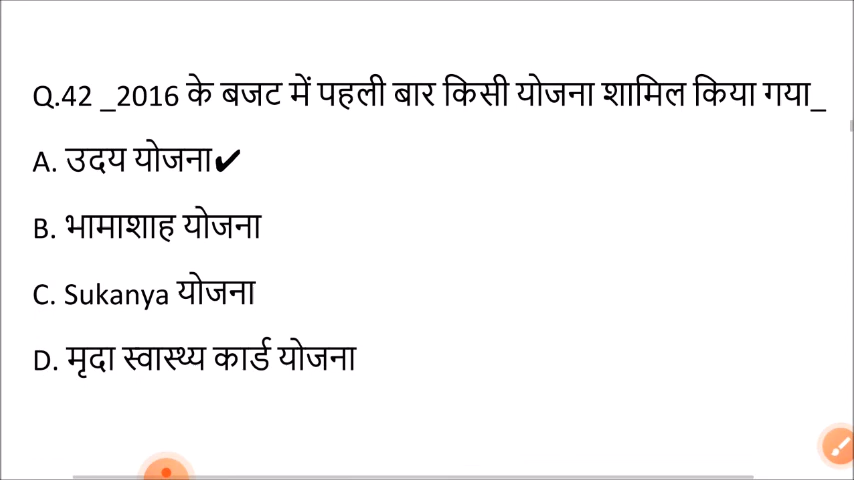 Q.42 _2016 के बजट में पहली बार किसी योजना शामिल किया गया_
A. उदय योजना✔
B. भामाशाह योजना
C. Sukanya योजना
D. मृदा स्वास्थ्य कार्ड योजना